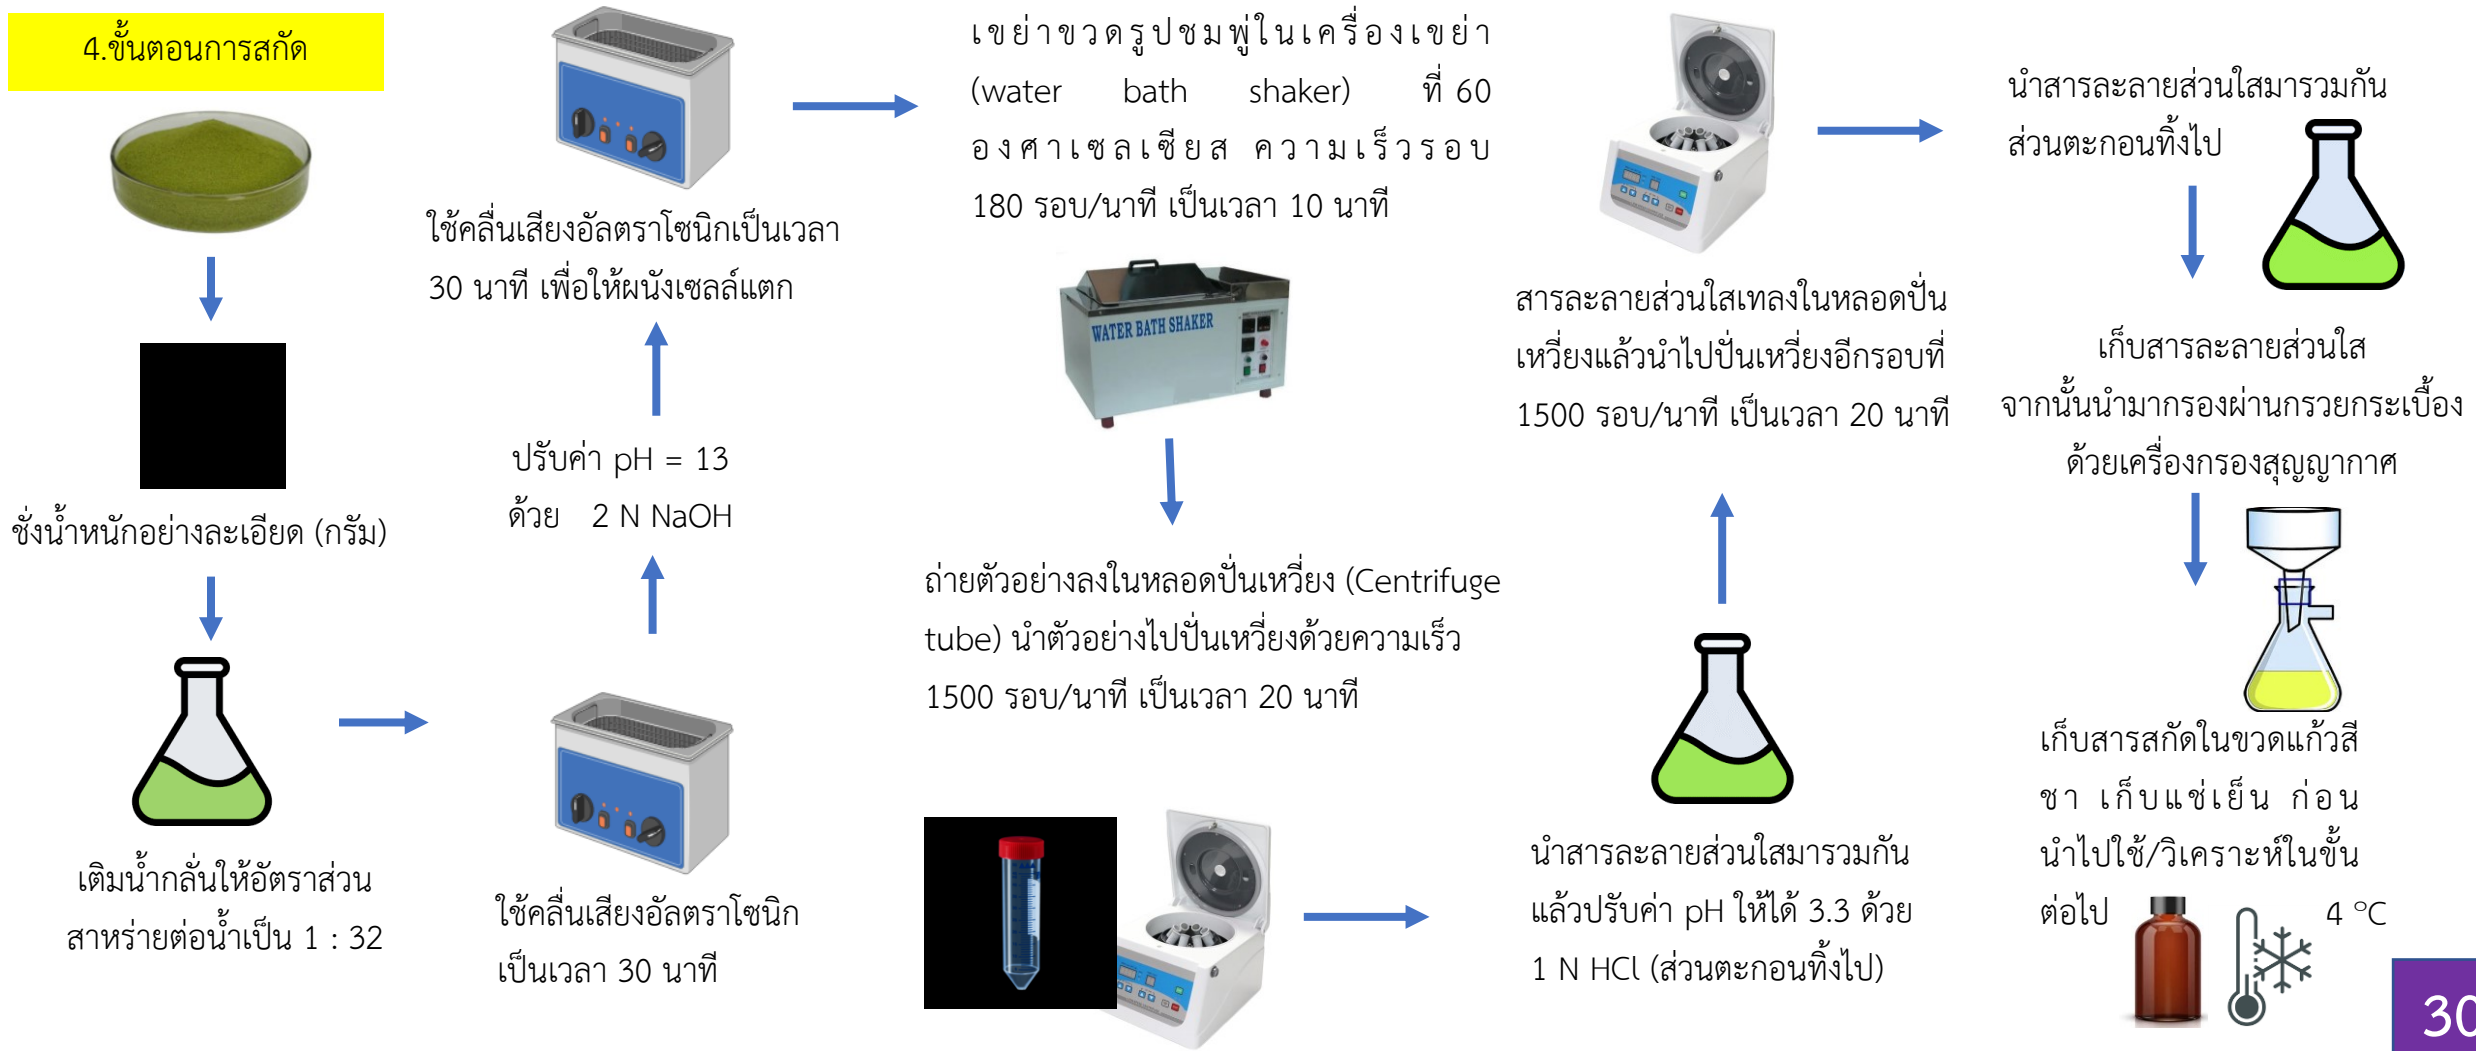 4.ขั้นตอนการสกัด
ชั่งน้ำหนักอย่างละเอียด (กรัม)
เติมน้ำกลั่นให้อัตราส่วน
สาหร่ายต่อน้ำเป็น 1 : 32
ใช้คลื่นเสียงอัลตราโซนิก
เป็นเวลา 30 นาที
ปรับค่า pH = 13
ด้วย 2 N NaOH
ใช้คลื่นเสียงอัลตราโซนิกเป็นเวลา
30 นาที เพื่อให้ผนังเซลล์แตก
เขย่าขวดรูปชมพู่ในเครื่องเขย่า
(water bath shaker) ที่ 60
องศาเซลเซียส ความเร็วรอบ
180 รอบ/นาที เป็นเวลา 10 นาที
WATER BATH SHAKER
ถ่ายตัวอย่างลงในหลอดปั่นเหวี่ยง (Centrifuge
tube) นำตัวอย่างไปปั่นเหวี่ยงด้วยความเร็ว
1500 รอบ/นาที เป็นเวลา 20 นาที
นำสารละลายส่วนใสมารวมกัน
แล้วปรับค่า pH ให้ได้ 3.3 ด้วย
1 N HCl (ส่วนตะกอนทิ้งไป)
สารละลายส่วนใสเทลงในหลอดปั่น
เหวี่ยงแล้วนำไปปั่นเหวี่ยงอีกรอบที่
1500 รอบ/นาที เป็นเวลา 20 นาที
นำสารละลายส่วนใสมารวมกัน
ส่วนตะกอนทิ้งไป
เก็บสารละลายส่วนใส
จากนั้นนำมากรองผ่านกรวยกระเบื้อง
ด้วยเครื่องกรองสุญญากาศ
เก็บสารสกัดในขวดแก้วสี
ชา เก็บแช่เย็น ก่อน
นำไปใช้/วิเคราะห์ในขั้น
ต่อไป
4 °C
30